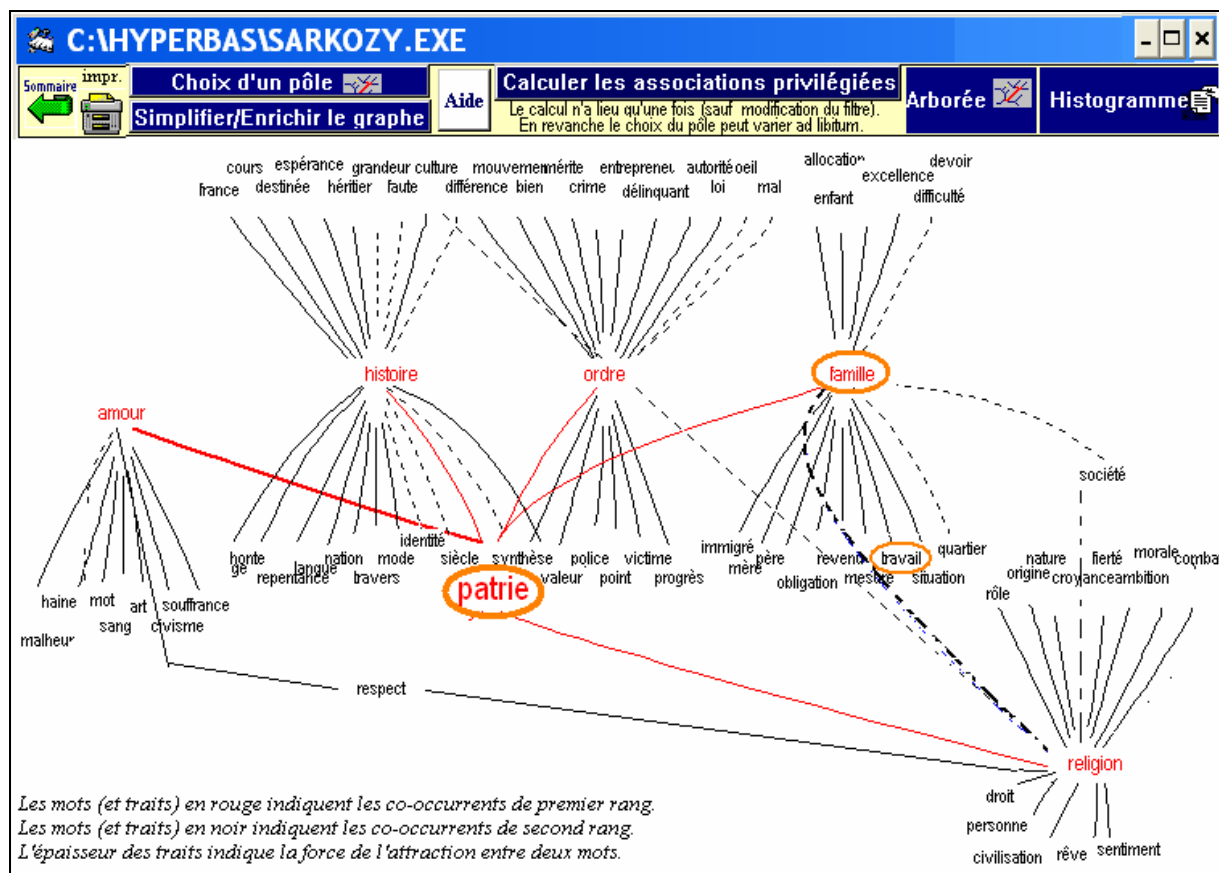 C:\HYPERBAS\SARKOZY.EXE
Sommaire impr. Choix d'un pôle Aide Calculer les associations privilégiées Arborée Histogramme
Simplifier/Enrichir le graphe Le calcul n'a lieu qu'une fois (sauf modification du filtre).
En revanche le choix du pôle peut varier ad libitum.
cours espérance grandeur culture mouvement mérite entrepreneu autorité oeil allocation devoir
france destinée héritier faute différence bien crime délinquant loi mal enfant excellence difficulté
histoire ordre famille
amour
société
identité
honte nation mode siècle synthèse police victime immigré père revenu travail quartier nature fierté morale combat
ge repentance langue travers valeur point progrès mère obligation mesure situation origine croyance ambition
patrie rôle
haine mot art souffrance
malheur sang civisme
respect
religion
droit
personne
civilisation rêve sentiment
Les mots (et traits) en rouge indiquent les co-occurrents de premier rang.
Les mots (et traits) en noir indiquent les co-occurrents de second rang.
L'épaisseur des traits indique la force de l'attraction entre deux mots.